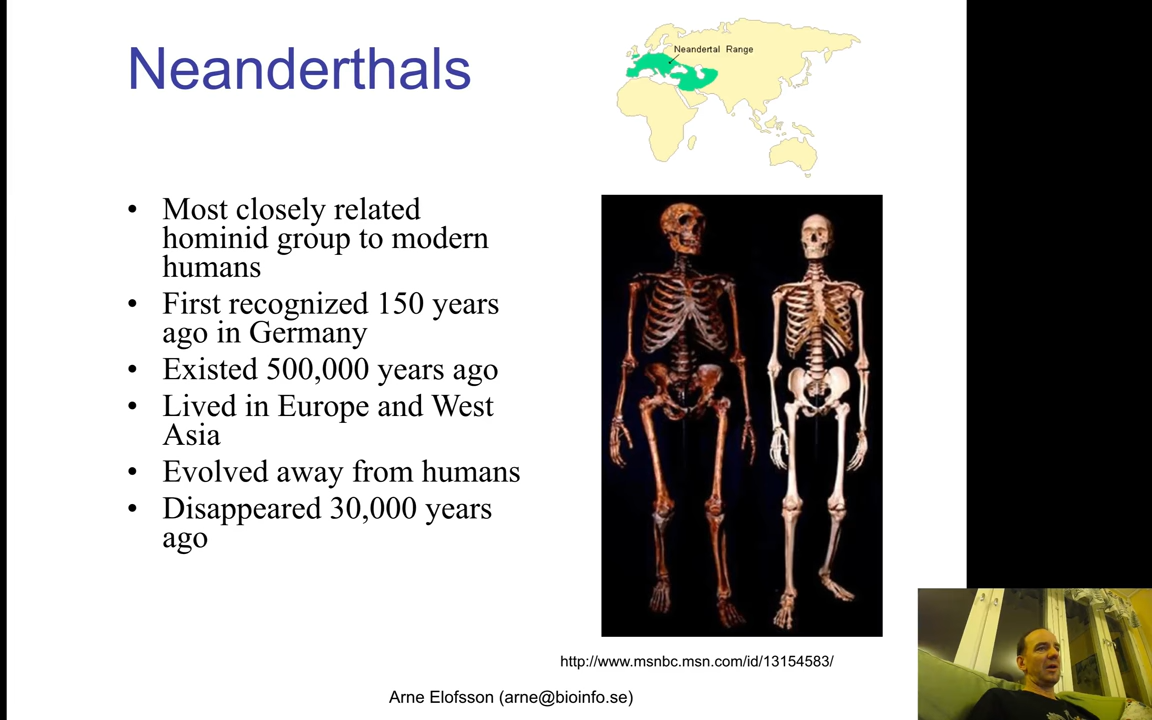 Neanderthals
Neandertal Range
• Most closely related
hominid group to modern
humans
• First recognized 150 years
ago in Germany
• Existed 500,000 years ago
• Lived in Europe and West
Asia
• Evolved away from humans
• Disappeared 30,000 years
ago
http://www.msnbc.msn.com/id/13154583/
Arne Elofsson (arne@bioinfo.se)